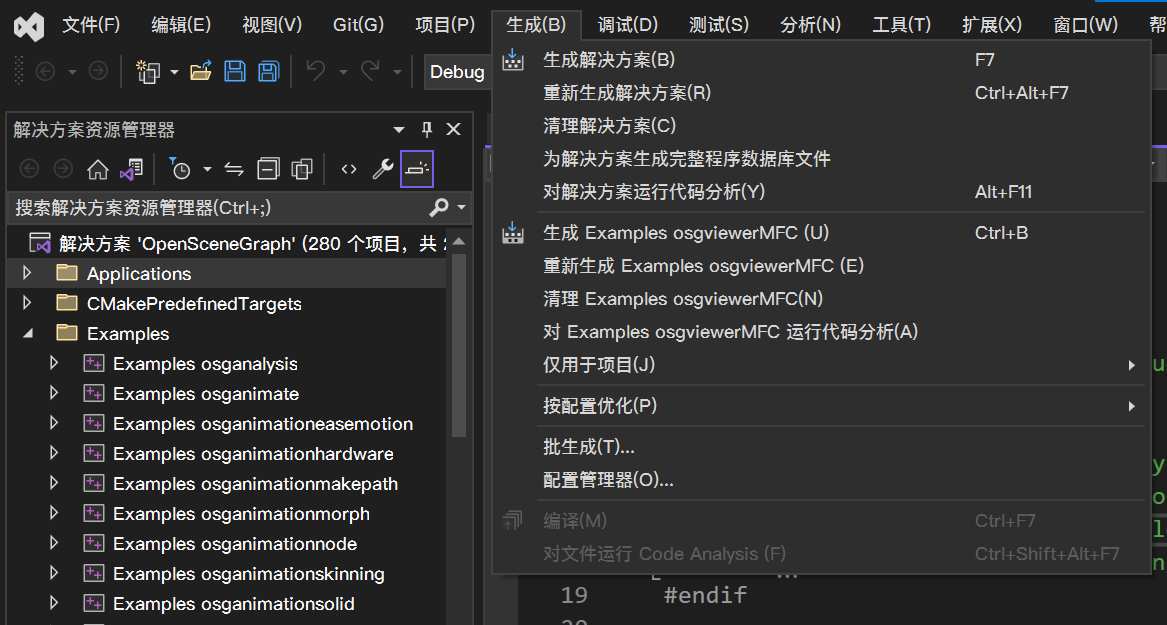 文件(F) 编辑(E) 视图(V) Git(G) 项目(P) 生成(B) 调试(D) 测试(S) 分析(N) 工具(T) 扩展(X) 窗口(W) 帮
Debug
解决方案资源管理器
搜索解决方案资源管理器(Ctrl+;)
解决方案 'OpenSceneGraph' (280 个项目，共
Applications
CMakePredefinedTargets
Examples
Examples osganalysis
Examples osganimate
Examples osganimationeasemotion
Examples osganimationhardware
Examples osganimationmakepath
Examples osganimationmorph
Examples osganimationnode
Examples osganimationskinning
Examples osganimationsolid
生成解决方案(B) F7
重新生成解决方案(R) Ctrl+Alt+F7
清理解决方案(C)
为解决方案生成完整程序数据库文件
对解决方案运行代码分析(Y) Alt+F11
生成 Examples osgviewerMFC (U) Ctrl+B
重新生成 Examples osgviewerMFC (E)
清理 Examples osgviewerMFC(N)
对 Examples osgviewerMFC 运行代码分析(A)
仅用于项目(J)
按配置优化(P)
批生成(T)...
配置管理器(O)...
编译(M) Ctrl+F7
对文件运行 Code Analysis (F) Ctrl+Shift+Alt+F7
19 #endif